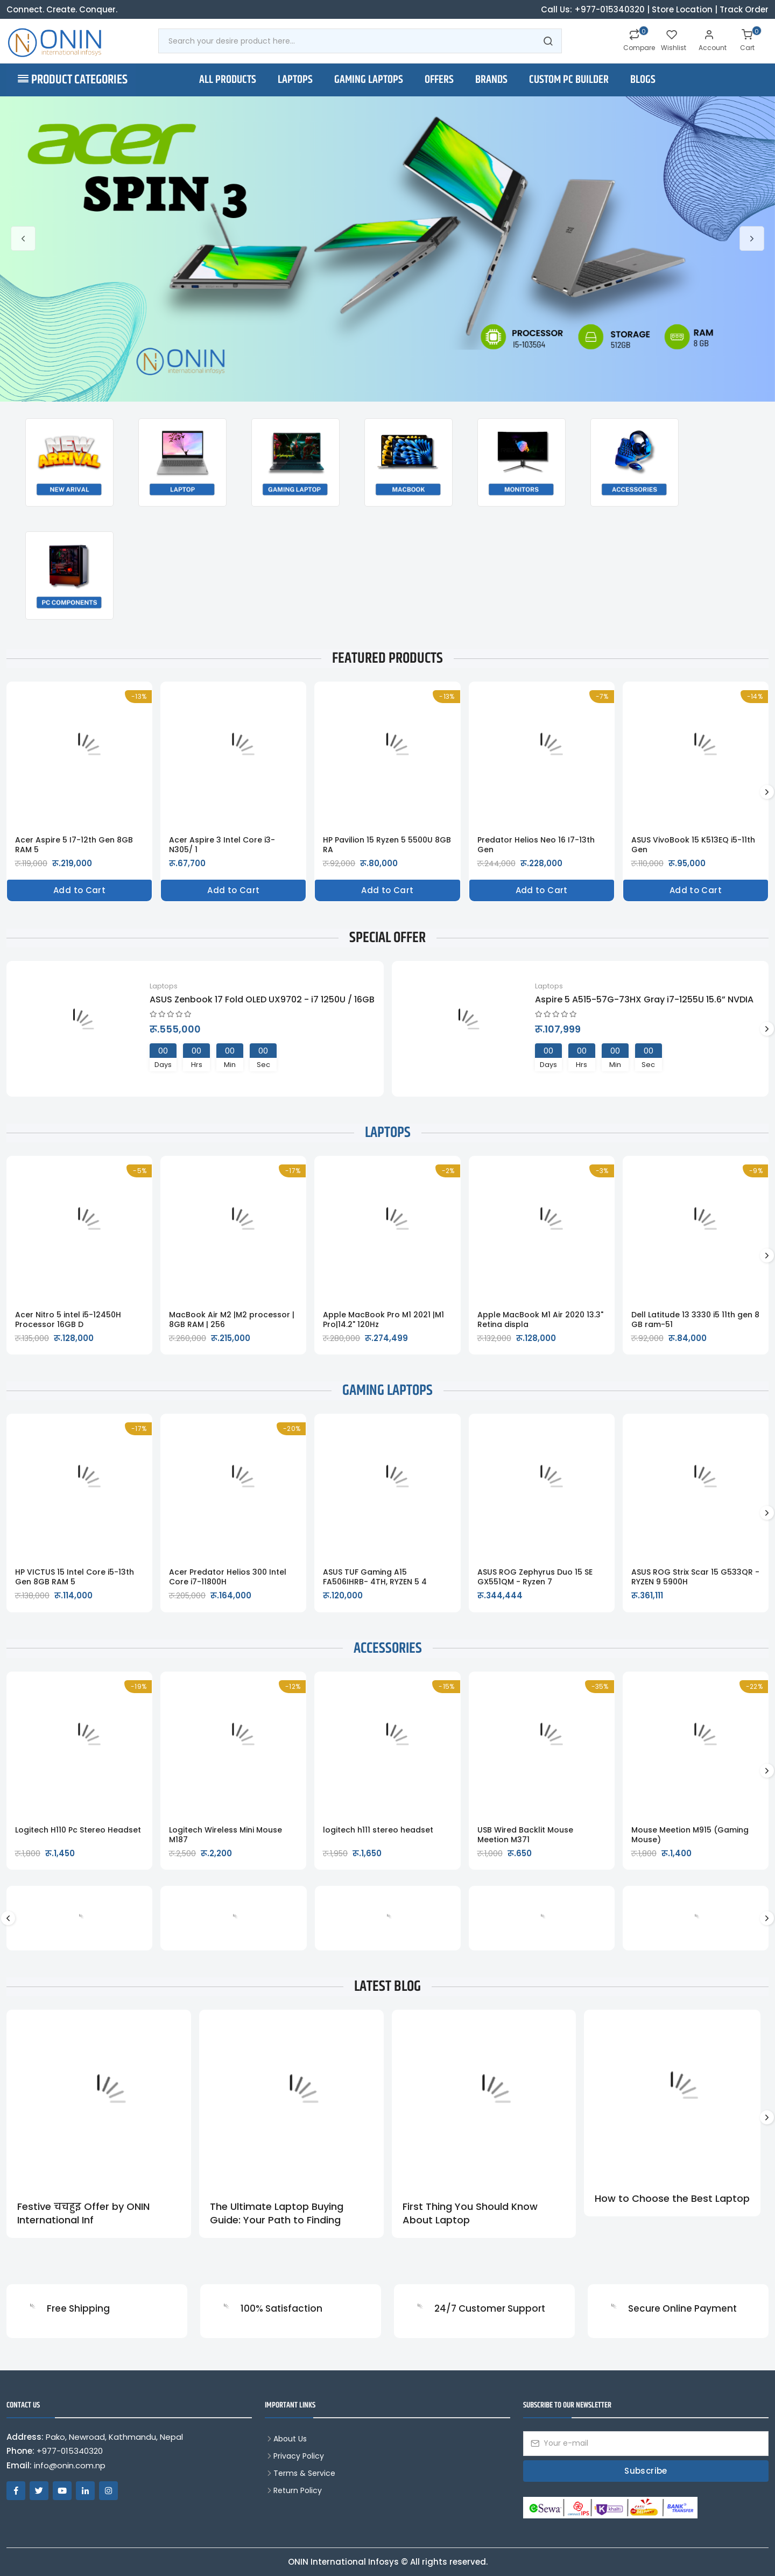 Connect. Create. Conquer.
Call Us: +977-015340320 | Store Location | Track Order
ONIN
international infosys
Search your desire product here...
0
Compare
Wishlist
Account
0
Cart
PRODUCT CATEGORIES
ALL PRODUCTS
LAPTOPS
GAMING LAPTOPS
OFFERS
BRANDS
CUSTOM PC BUILDER
BLOGS
acer
SPIN 3
ONIN
international infosys
PROCESSOR
I5-1035G4
STORAGE
512GB
RAM
8 GB
NEW ARRIVAL
NEW ARIVAL
LAPTOP
GAMING LAPTOP
MACBOOK
MONITORS
ACCESSORIES
PC COMPONENTS
FEATURED PRODUCTS
-13%
Acer Aspire 5 I7-12th Gen 8GB RAM 5
रू.119,000 रू.219,000
Add to Cart
Acer Aspire 3 Intel Core i3-N305/ 1
रू.67,700
Add to Cart
-13%
HP Pavilion 15 Ryzen 5 5500U 8GB RA
रू.92,000 रू.80,000
Add to Cart
-7%
Predator Helios Neo 16 I7-13th Gen
रू.244,000 रू.228,000
Add to Cart
-14%
ASUS VivoBook 15 K513EQ i5-11th Gen
रू.110,000 रू.95,000
Add to Cart
SPECIAL OFFER
Laptops
ASUS Zenbook 17 Fold OLED UX9702 - i7 1250U / 16GB
रू.555,000
00 00 00 00
Days Hrs Min Sec
Laptops
Aspire 5 A515-57G-73HX Gray i7-1255U 15.6″ NVDIA
रू.107,999
00 00 00 00
Days Hrs Min Sec
LAPTOPS
-5%
Acer Nitro 5 intel i5-12450H Processor 16GB D
रू.135,000 रू.128,000
-17%
MacBook Air M2 |M2 processor | 8GB RAM | 256
रू.260,000 रू.215,000
-2%
Apple MacBook Pro M1 2021 |M1 Pro|14.2" 120Hz
रू.280,000 रू.274,499
-3%
Apple MacBook M1 Air 2020 13.3" Retina displa
रू.132,000 रू.128,000
-9%
Dell Latitude 13 3330 i5 11th gen 8 GB ram-51
रू.92,000 रू.84,000
GAMING LAPTOPS
-17%
HP VICTUS 15 Intel Core i5-13th Gen 8GB RAM 5
रू.138,000 रू.114,000
-20%
Acer Predator Helios 300 Intel Core i7-11800H
रू.205,000 रू.164,000
ASUS TUF Gaming A15 FA506IHRB- 4TH, RYZEN 5 4
रू.120,000
ASUS ROG Zephyrus Duo 15 SE GX551QM - Ryzen 7
रू.344,444
ASUS ROG Strix Scar 15 G533QR - RYZEN 9 5900H
रू.361,111
ACCESSORIES
-19%
Logitech H110 Pc Stereo Headset
रू.1,800 रू.1,450
-12%
Logitech Wireless Mini Mouse M187
रू.2,500 रू.2,200
-15%
logitech h111 stereo headset
रू.1,950 रू.1,650
-35%
USB Wired Backlit Mouse Meetion M371
रू.1,000 रू.650
-22%
Mouse Meetion M915 (Gaming Mouse)
रू.1,800 रू.1,400
LATEST BLOG
Festive चचहुइ Offer by ONIN International Inf
The Ultimate Laptop Buying Guide: Your Path to Finding
First Thing You Should Know About Laptop
How to Choose the Best Laptop
Free Shipping
100% Satisfaction
24/7 Customer Support
Secure Online Payment
CONTACT US
Address: Pako, Newroad, Kathmandu, Nepal
Phone: +977-015340320
Email: info@onin.com.np
IMPORTANT LINKS
About Us
Privacy Policy
Terms & Service
Return Policy
SUBSCRIBE TO OUR NEWSLETTER
Your e-mail
Subscribe
eSewa
IPS
khalti
BANK TRANSFER
ONIN International Infosys © All rights reserved.